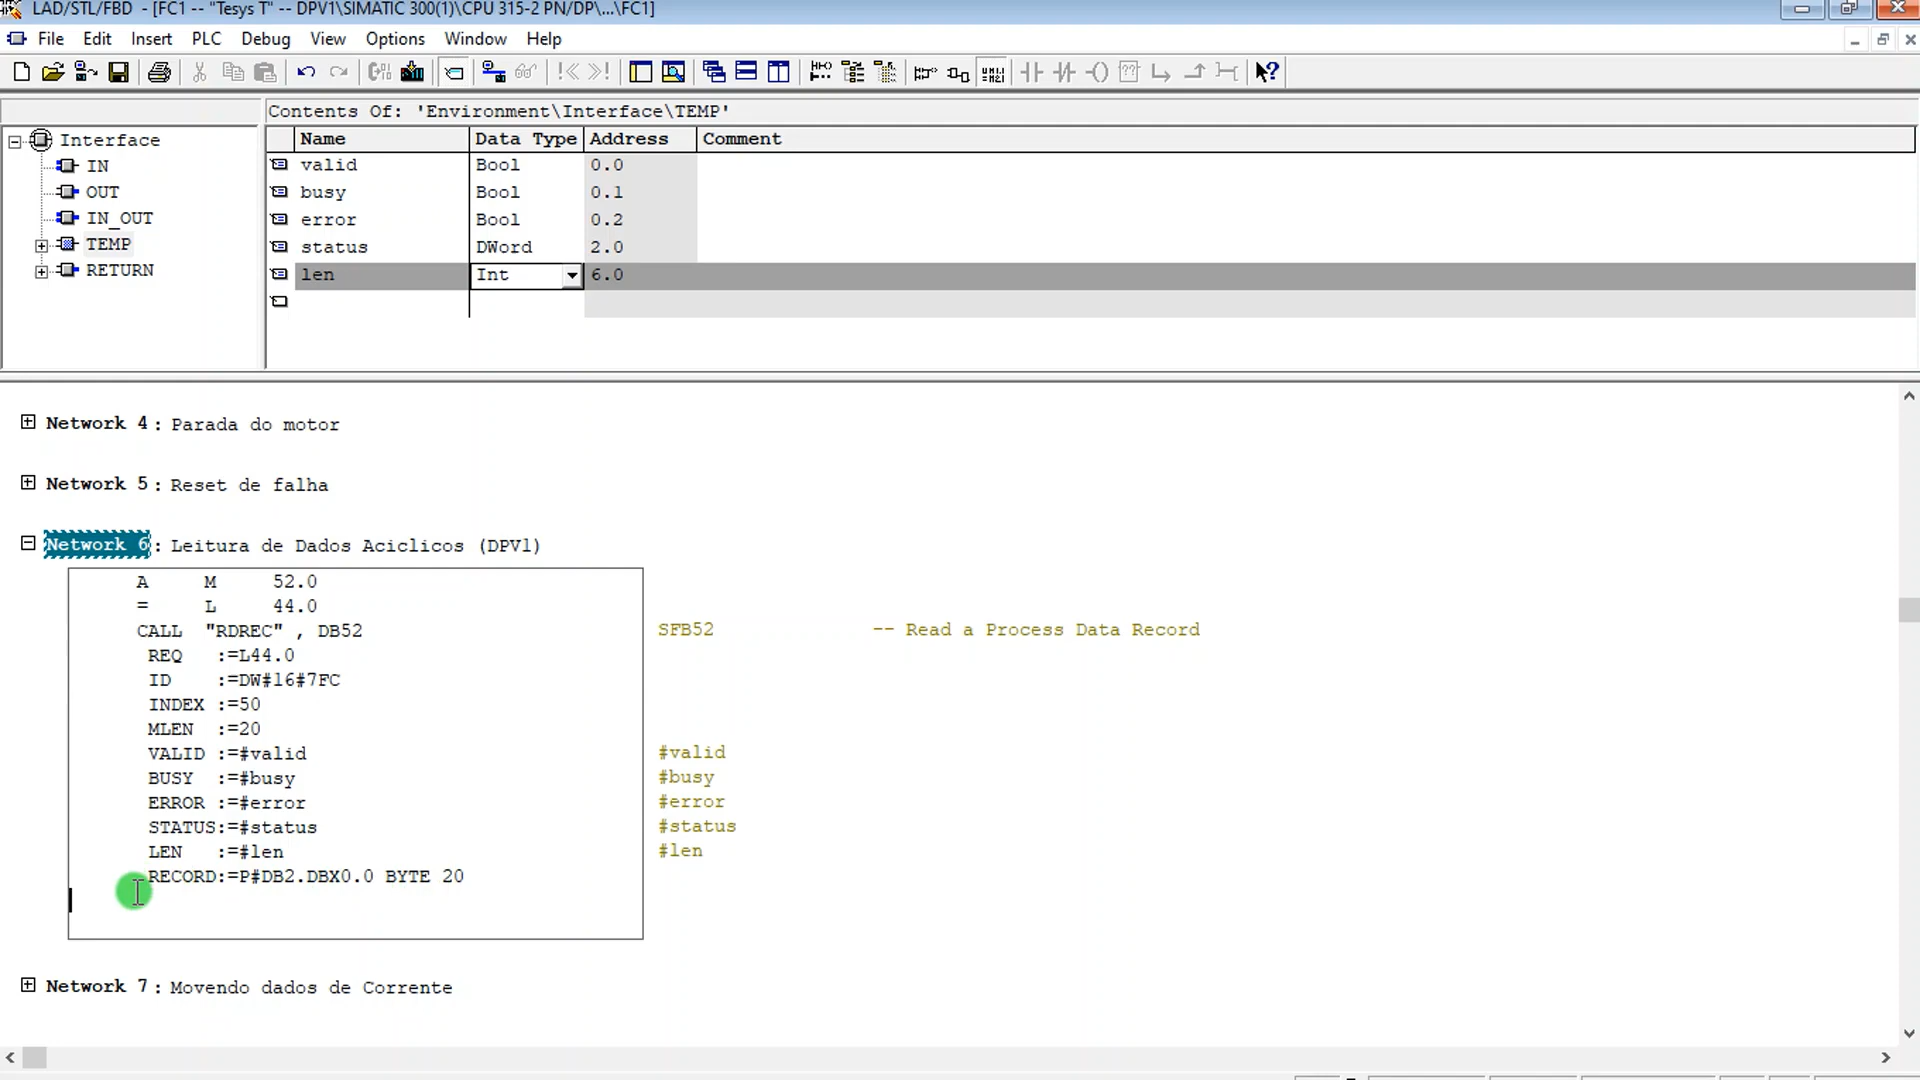 LAD/STL/FBD - [FC1 -- "Tesys T" -- DPV1\SIMATIC 300(1)\CPU 315-2 PN/DP\...\FC1]
File Edit Insert PLC Debug View Options Window Help
Contents Of: 'Environment\Interface\TEMP'
Interface
IN
OUT
IN_OUT
TEMP
RETURN
Name Data Type Address Comment
valid Bool 0.0
busy Bool 0.1
error Bool 0.2
status DWord 2.0
len Int 6.0
Network 4 : Parada do motor
Network 5 : Reset de falha
Network 6 : Leitura de Dados Aciclicos (DPV1)
A M 52.0
= L 44.0
CALL "RDREC" , DB52 SFB52 -- Read a Process Data Record
REQ :=L44.0
ID :=DW#16#7FC
INDEX :=50
MLEN :=20
VALID :=#valid #valid
BUSY :=#busy #busy
ERROR :=#error #error
STATUS:=#status #status
LEN :=#len #len
RECORD:=P#DB2.DBX0.0 BYTE 20
Network 7 : Movendo dados de Corrente